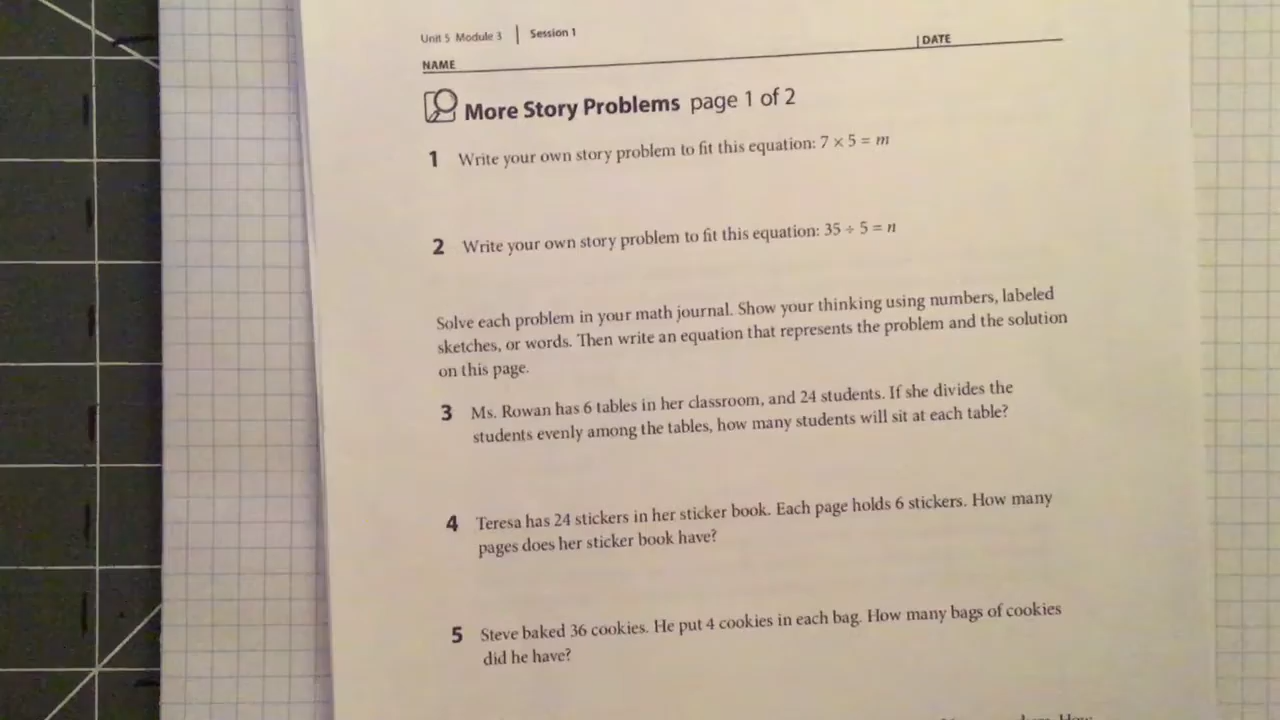 Unit 5 Module 3 | Session 1
NAME | DATE
More Story Problems page 1 of 2
1 Write your own story problem to fit this equation: 7 × 5 = m
2 Write your own story problem to fit this equation: 35 ÷ 5 = n
Solve each problem in your math journal. Show your thinking using numbers, labeled
sketches, or words. Then write an equation that represents the problem and the solution
on this page.
3 Ms. Rowan has 6 tables in her classroom, and 24 students. If she divides the
students evenly among the tables, how many students will sit at each table?
4 Teresa has 24 stickers in her sticker book. Each page holds 6 stickers. How many
pages does her sticker book have?
5 Steve baked 36 cookies. He put 4 cookies in each bag. How many bags of cookies
did he have?